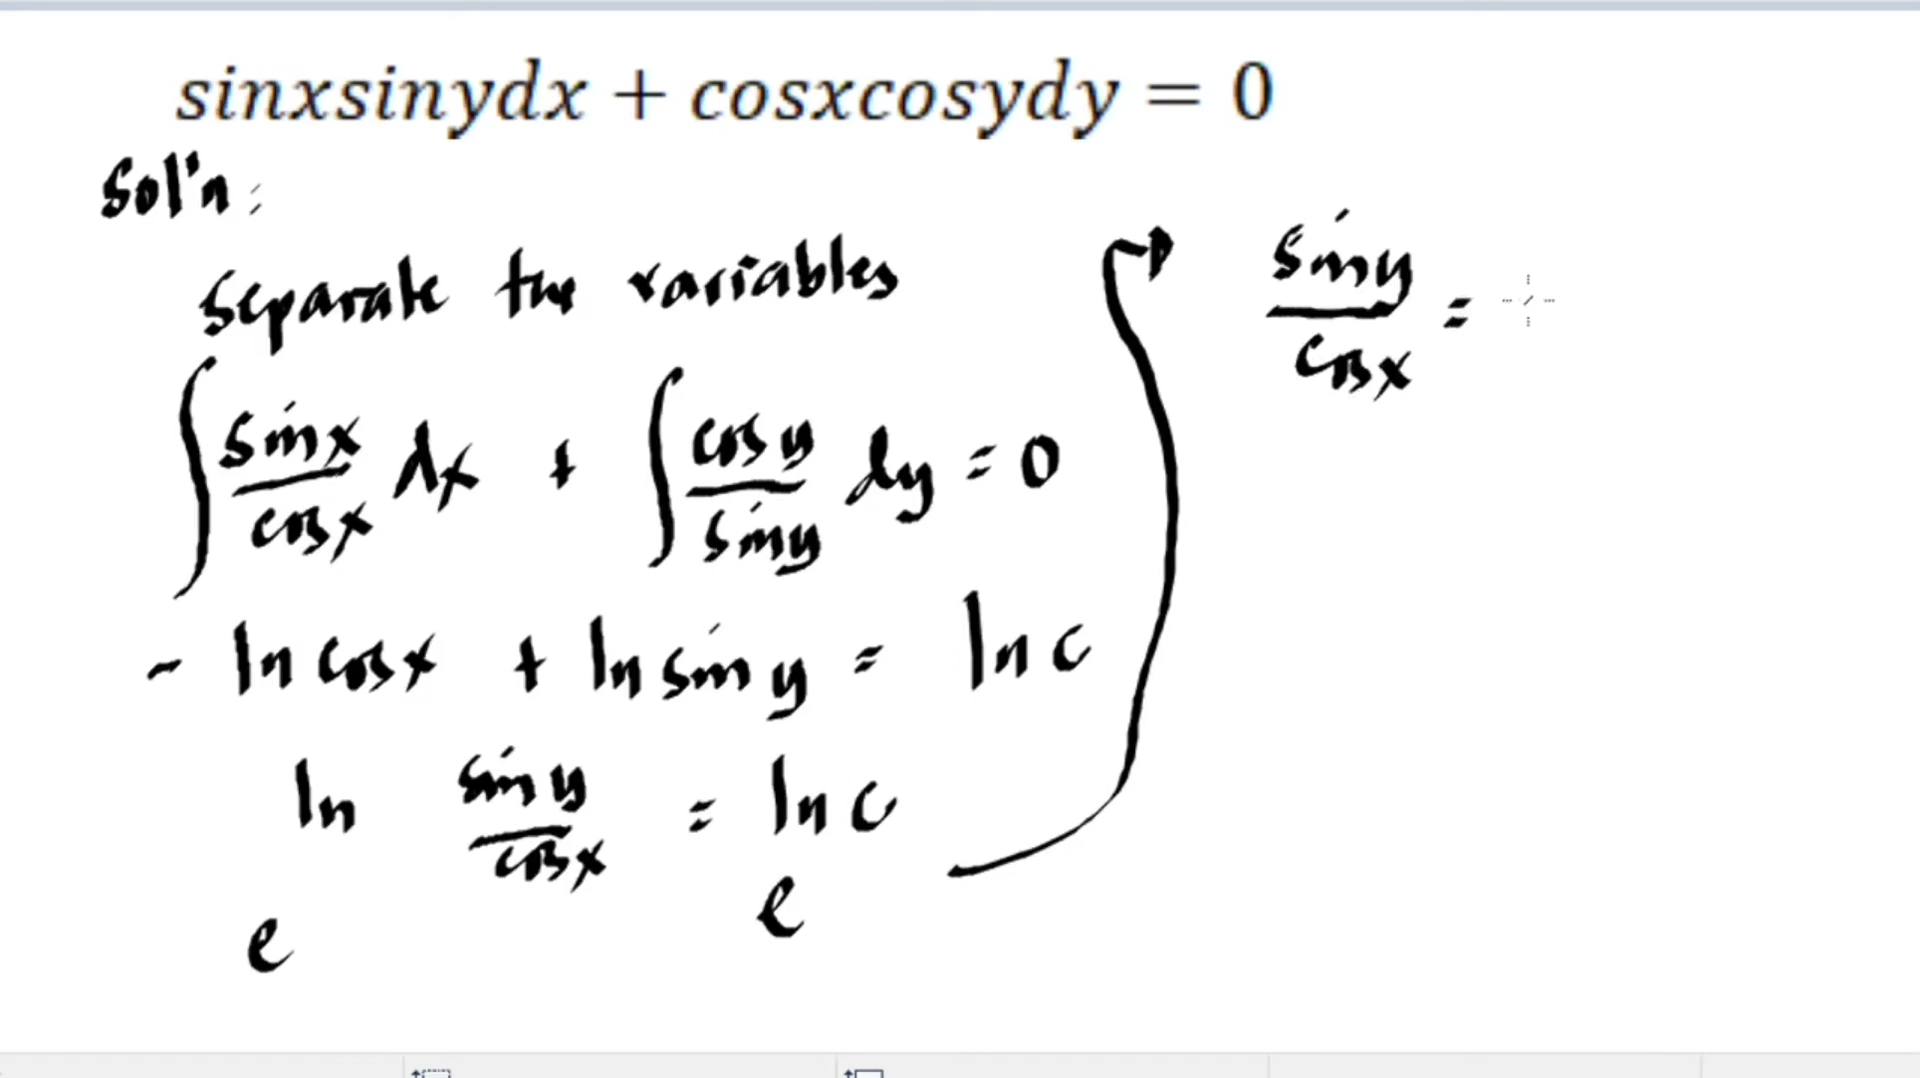 sinxsinydx + cosxcosydy = 0
Sol'n:
separate the variables
∫ sinx/cosx dx + ∫ cosy/siny dy = 0
- ln cosx + ln siny = ln c
ln siny/cosx = ln c
e e
siny/cosx =